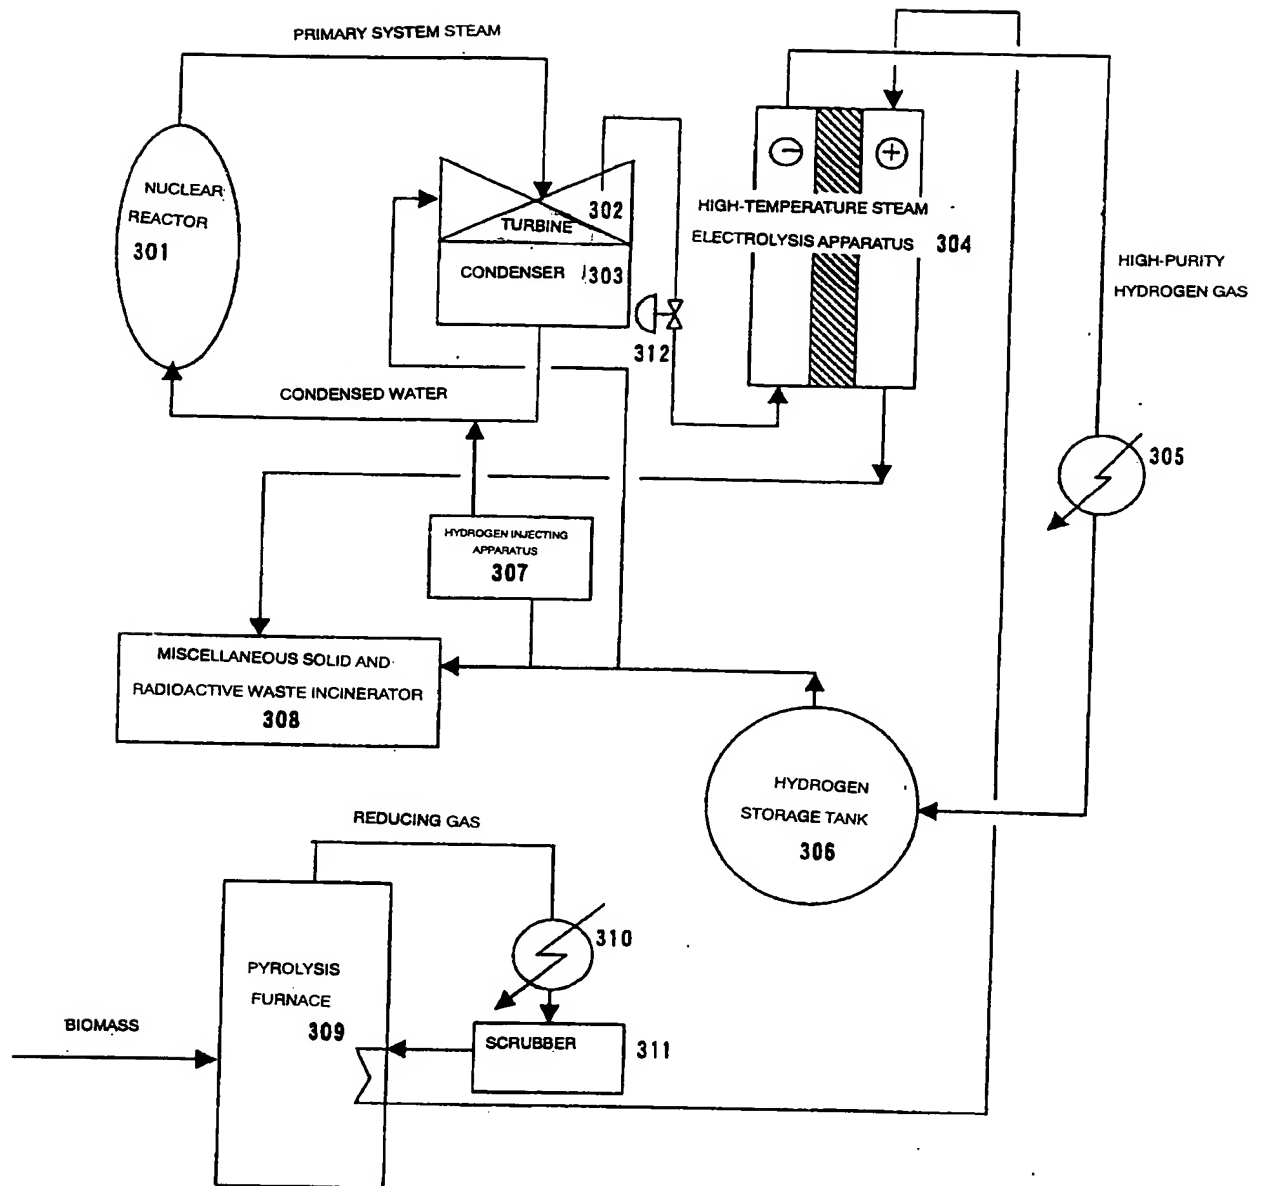 PRIMARY SYSTEM STEAM
NUCLEAR
REACTOR
301
302
TURBINE
CONDENSER 303
312
CONDENSED WATER
HIGH-TEMPERATURE STEAM
ELECTROLYSIS APPARATUS 304
HIGH-PURITY
HYDROGEN GAS
305
HYDROGEN INJECTING
APPARATUS
307
MISCELLANEOUS SOLID AND
RADIOACTIVE WASTE INCINERATOR
308
HYDROGEN
STORAGE TANK
306
REDUCING GAS
310
PYROLYSIS
FURNACE
309
BIOMASS
SCRUBBER
311